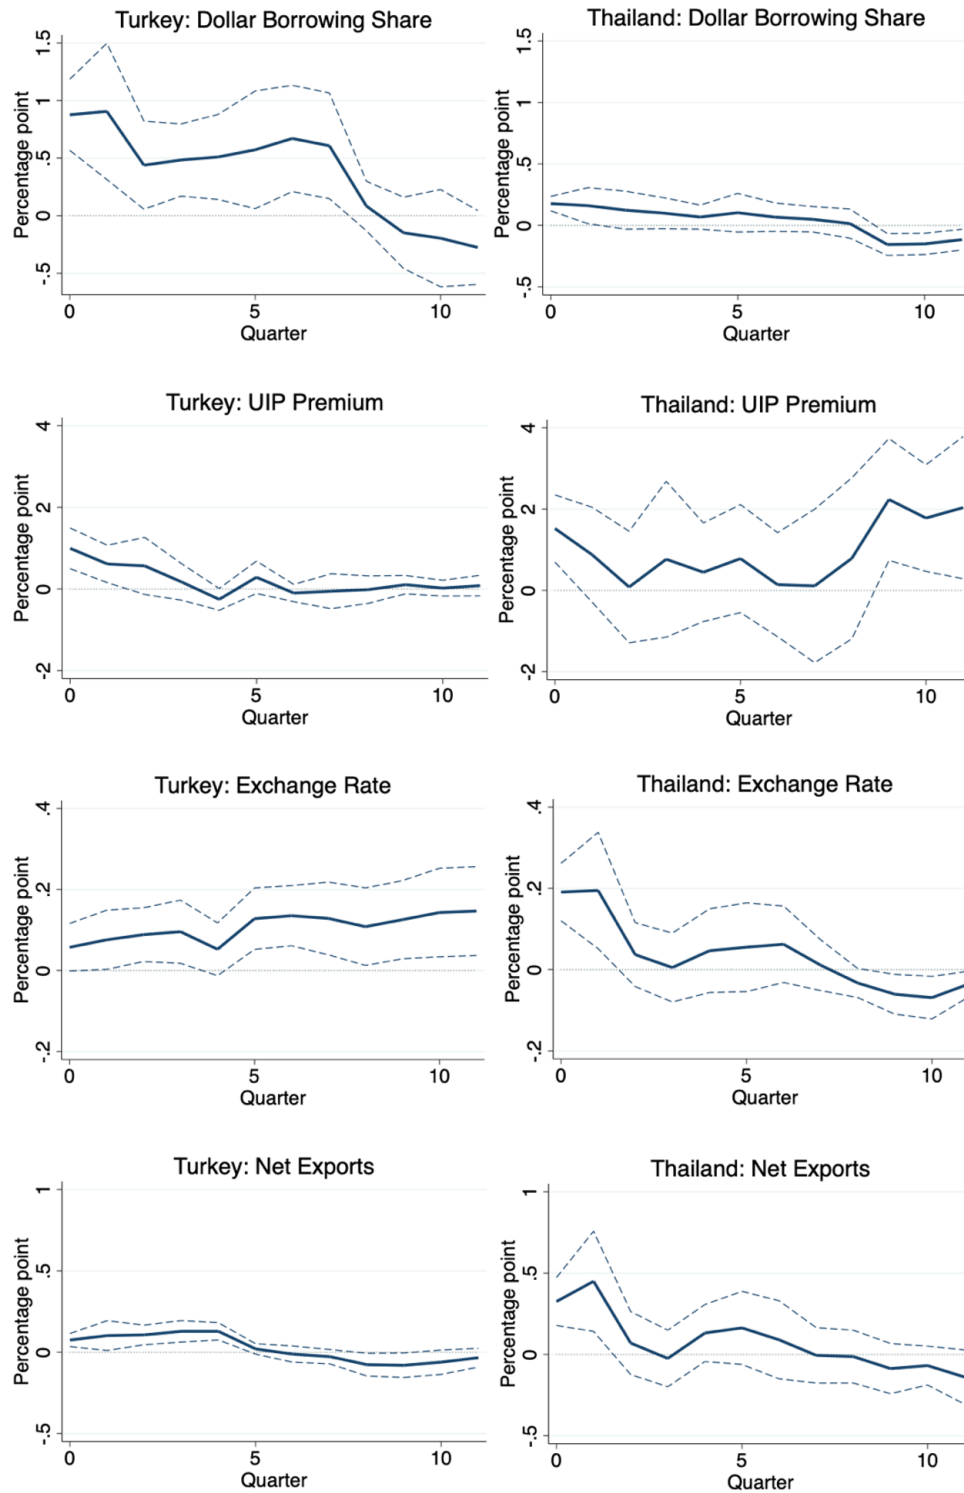 Turkey: Dollar Borrowing Share
Percentage point
1.5
1
.5
0
-.5
0 5 10
Quarter
Thailand: Dollar Borrowing Share
Percentage point
1.5
1
.5
0
-.5
0 5 10
Quarter
Turkey: UIP Premium
Percentage point
4
2
0
-2
0 5 10
Quarter
Thailand: UIP Premium
Percentage point
4
2
0
-2
0 5 10
Quarter
Turkey: Exchange Rate
Percentage point
.4
.2
0
-.2
0 5 10
Quarter
Thailand: Exchange Rate
Percentage point
.4
.2
0
-.2
0 5 10
Quarter
Turkey: Net Exports
Percentage point
1
.5
0
-.5
0 5 10
Quarter
Thailand: Net Exports
Percentage point
1
.5
0
-.5
0 5 10
Quarter